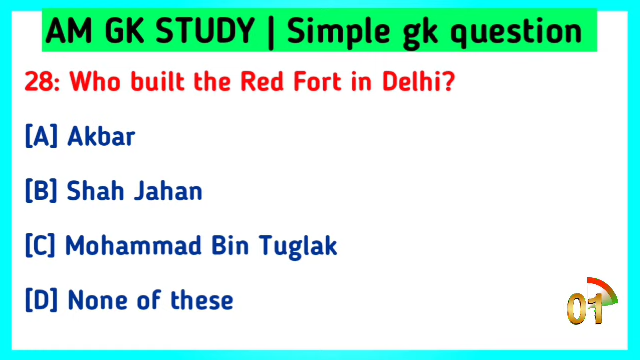 AM GK STUDY | Simple gk question
28: Who built the Red Fort in Delhi?
[A] Akbar
[B] Shah Jahan
[C] Mohammad Bin Tuglak
[D] None of these
01